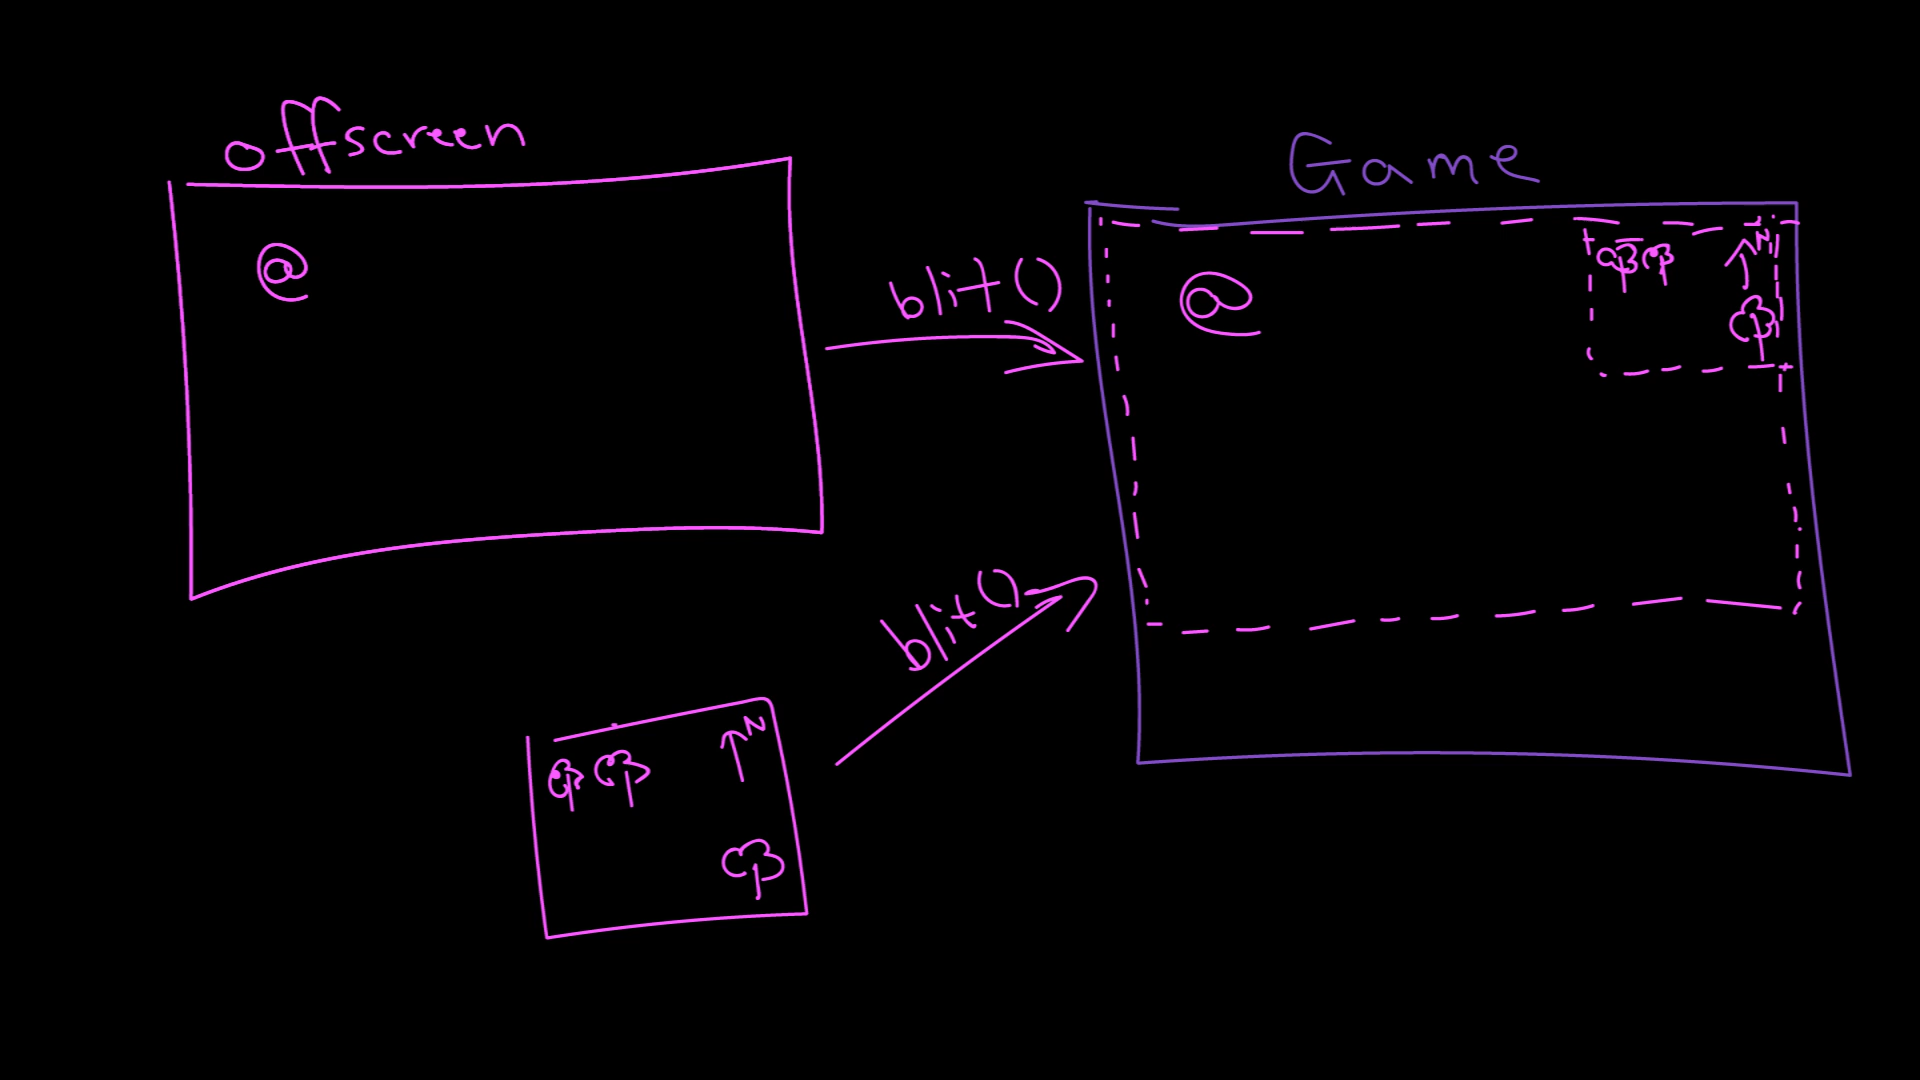 offscreen
Game
@
blit()
@
N
blit()
N